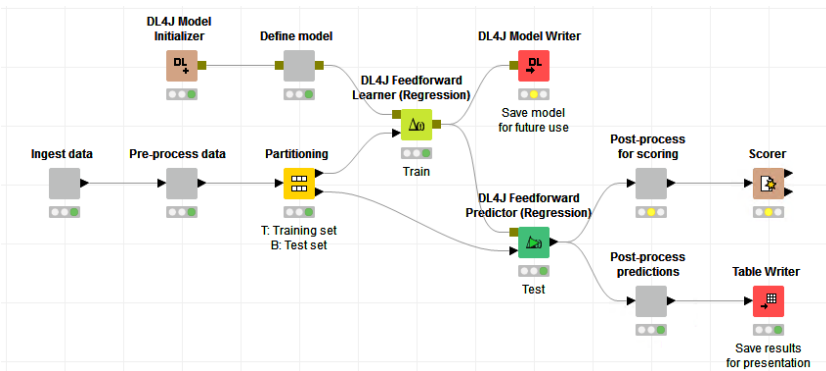 DL4J Model
Initializer
Define model
DL4J Model Writer
DL
+
DL
Save model
for future use
DL4J Feedforward
Learner (Regression)
Train
Ingest data
Pre-process data
Partitioning
T: Training set
B: Test set
DL4J Feedforward
Predictor (Regression)
Test
Post-process
for scoring
Scorer
Post-process
predictions
Table Writer
Save results
for presentation